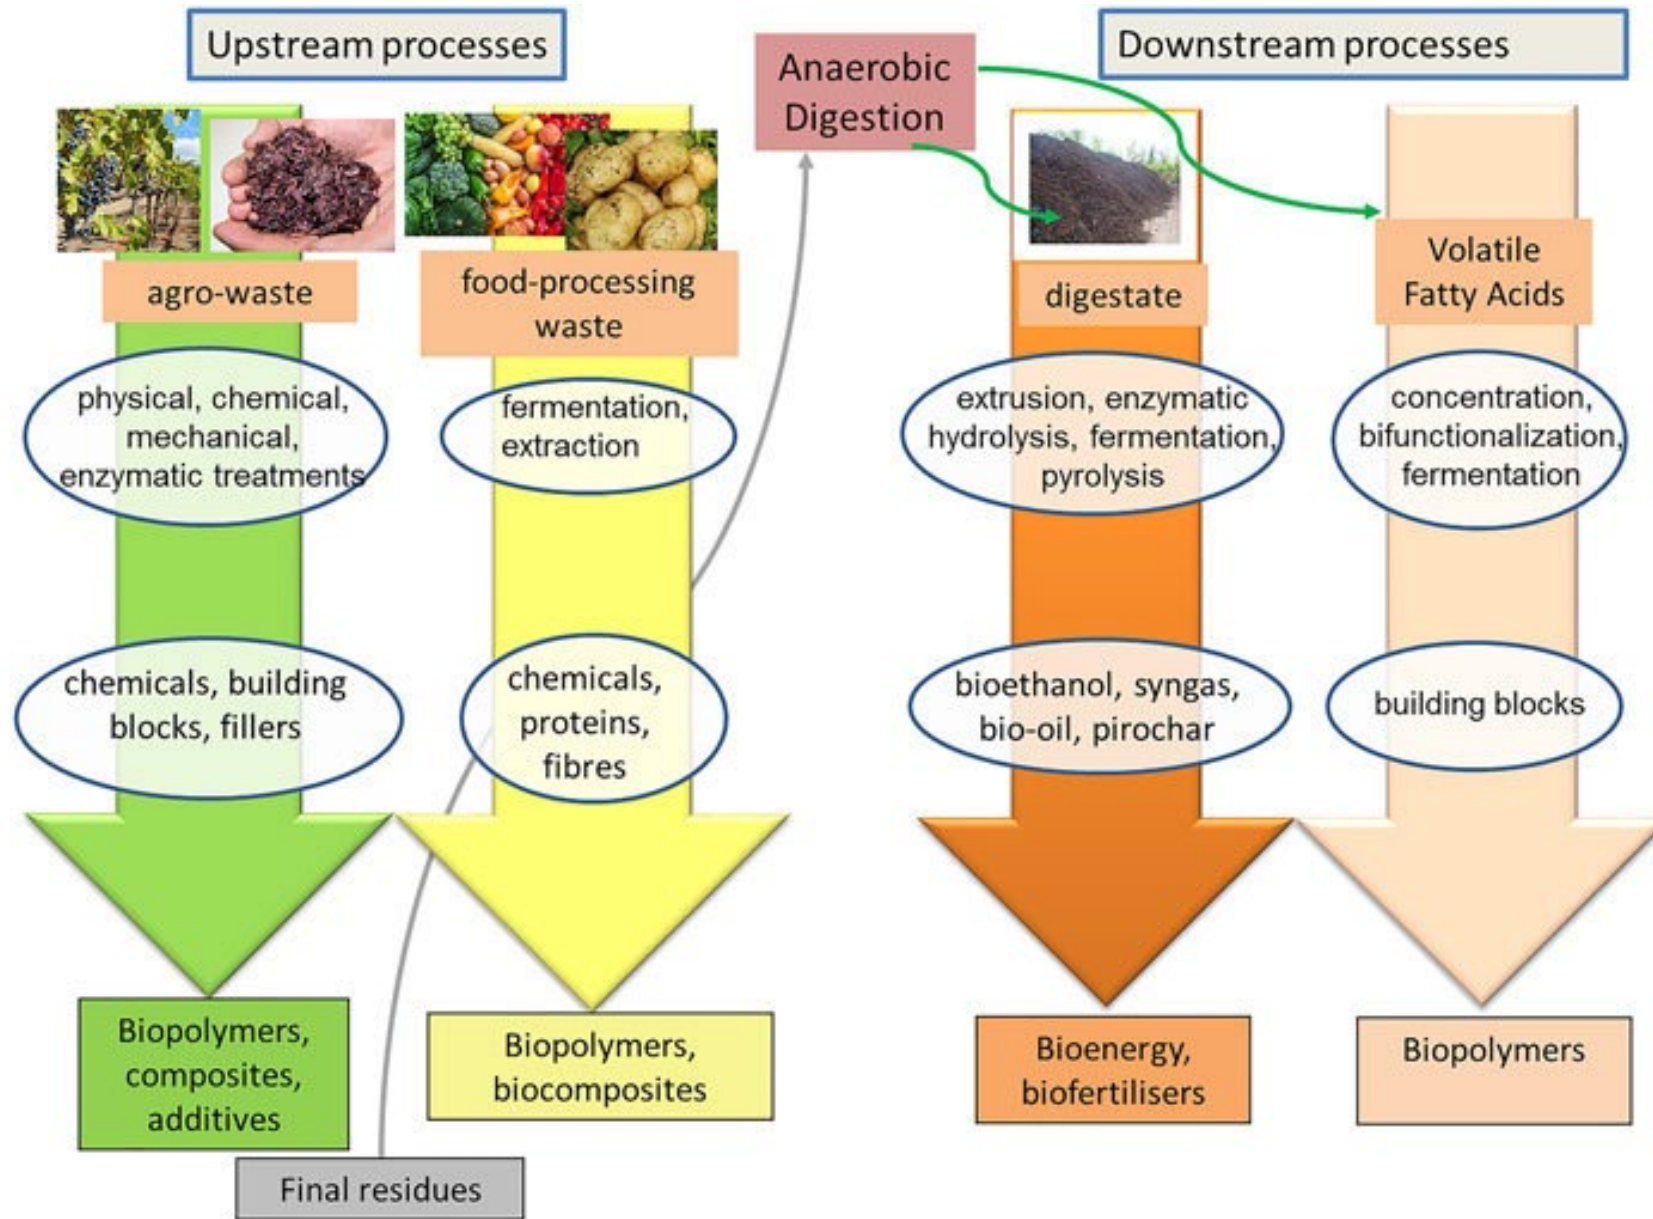 Upstream processes
Anaerobic
Digestion
Downstream processes
agro-waste
food-processing
waste
digestate
Volatile
Fatty Acids
physical, chemical,
mechanical,
enzymatic treatments
fermentation,
extraction
extrusion, enzymatic
hydrolysis, fermentation,
pyrolysis
concentration,
bifunctionalization,
fermentation
chemicals, building
blocks, fillers
chemicals,
proteins,
fibres
bioethanol, syngas,
bio-oil, pirochar
building blocks
Biopolymers,
composites,
additives
Biopolymers,
biocomposites
Bioenergy,
biofertilisers
Biopolymers
Final residues